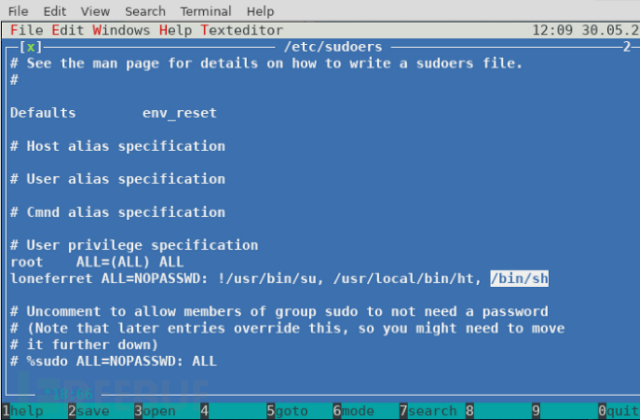 File Edit View Search Terminal Help
File Edit Windows Help Texteditor 12:09 30.05.2
[x] /etc/sudoers 2
# See the man page for details on how to write a sudoers file.
#
Defaults env_reset
# Host alias specification
# User alias specification
# Cmnd alias specification
# User privilege specification
root ALL=(ALL) ALL
loneferret ALL=NOPASSWD: !/usr/bin/su, /usr/local/bin/ht, /bin/sh
# Uncomment to allow members of group sudo to not need a password
# (Note that later entries override this, so you might need to move
# it further down)
# %sudo ALL=NOPASSWD: ALL
1help 2save 3open 4 5goto 6mode 7search 8 9 0quit